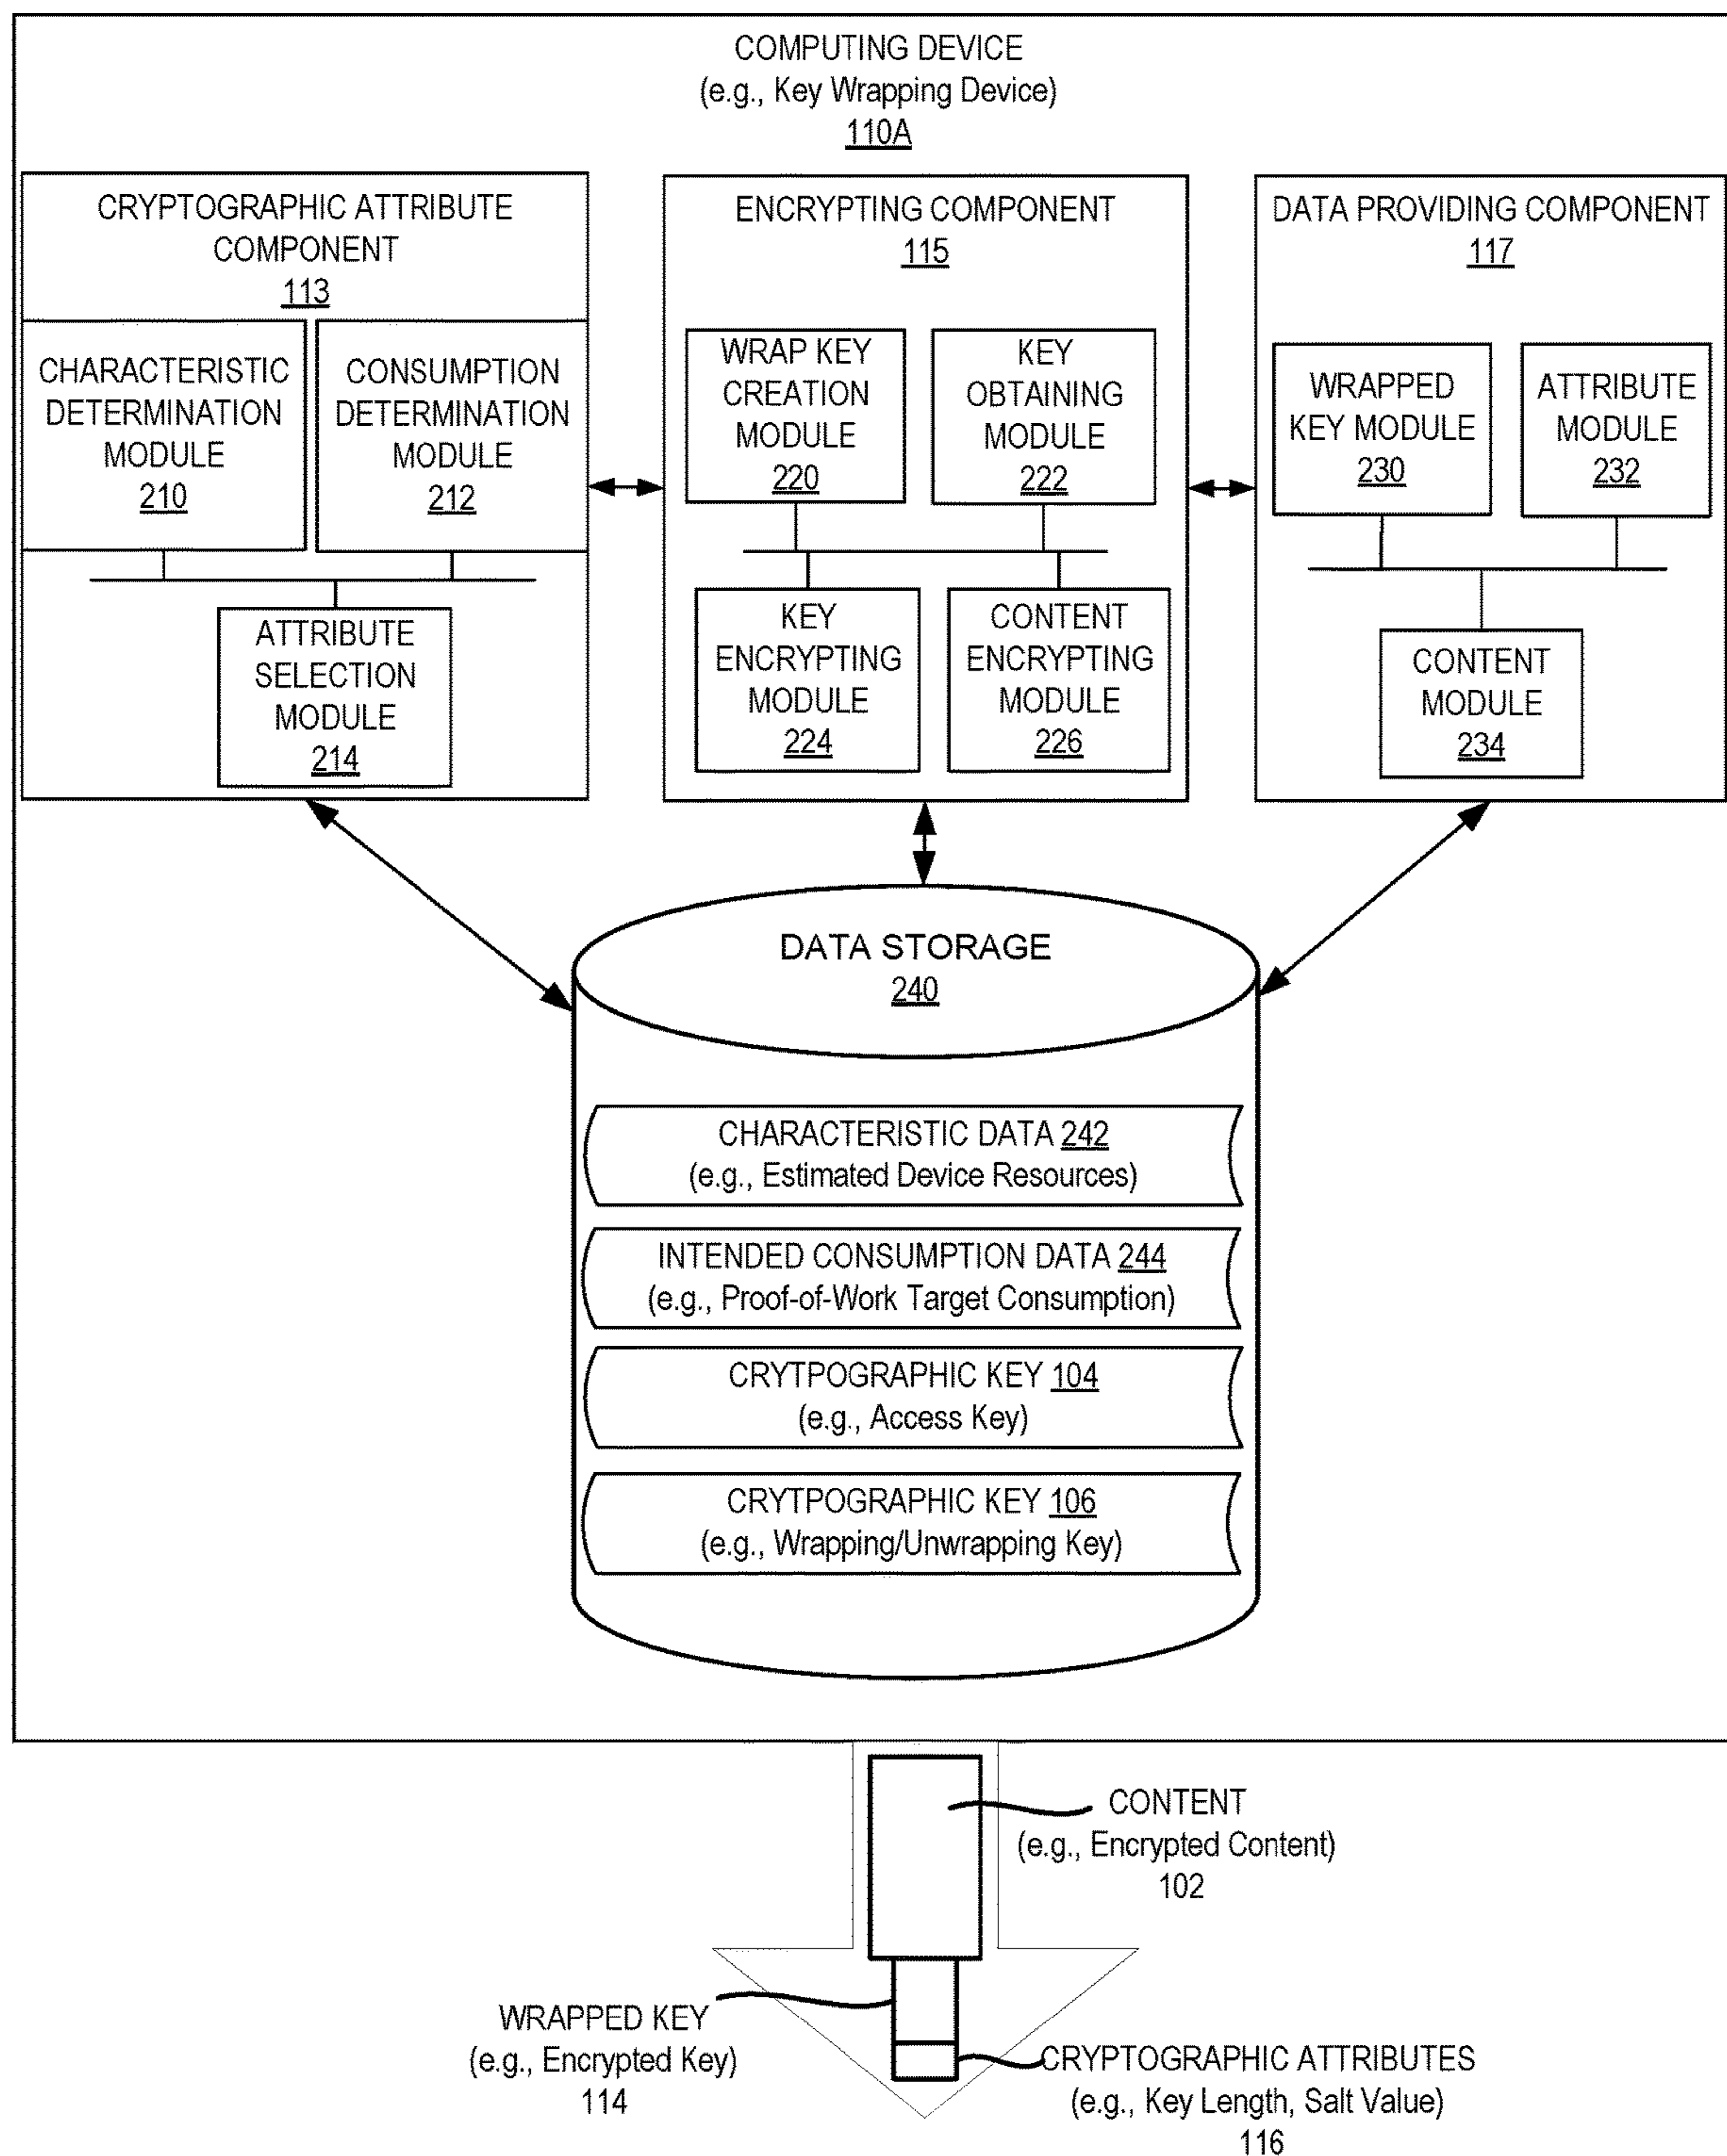 COMPUTING DEVICE
(e.g., Key Wrapping Device)
110A
CRYPTOGRAPHIC ATTRIBUTE
COMPONENT
113
CHARACTERISTIC
DETERMINATION
MODULE
210
CONSUMPTION
DETERMINATION
MODULE
212
ATTRIBUTE
SELECTION
MODULE
214
ENCRYPTING COMPONENT
115
WRAP KEY
CREATION
MODULE
220
KEY
OBTAINING
MODULE
222
KEY
ENCRYPTING
MODULE
224
CONTENT
ENCRYPTING
MODULE
226
DATA PROVIDING COMPONENT
117
WRAPPED
KEY MODULE
230
ATTRIBUTE
MODULE
232
CONTENT
MODULE
234
DATA STORAGE
240
CHARACTERISTIC DATA 242
(e.g., Estimated Device Resources)
INTENDED CONSUMPTION DATA 244
(e.g., Proof-of-Work Target Consumption)
CRYTPOGRAPHIC KEY 104
(e.g., Access Key)
CRYTPOGRAPHIC KEY 106
(e.g., Wrapping/Unwrapping Key)
CONTENT
(e.g., Encrypted Content)
102
WRAPPED KEY
(e.g., Encrypted Key)
114
CRYPTOGRAPHIC ATTRIBUTES
(e.g., Key Length, Salt Value)
116